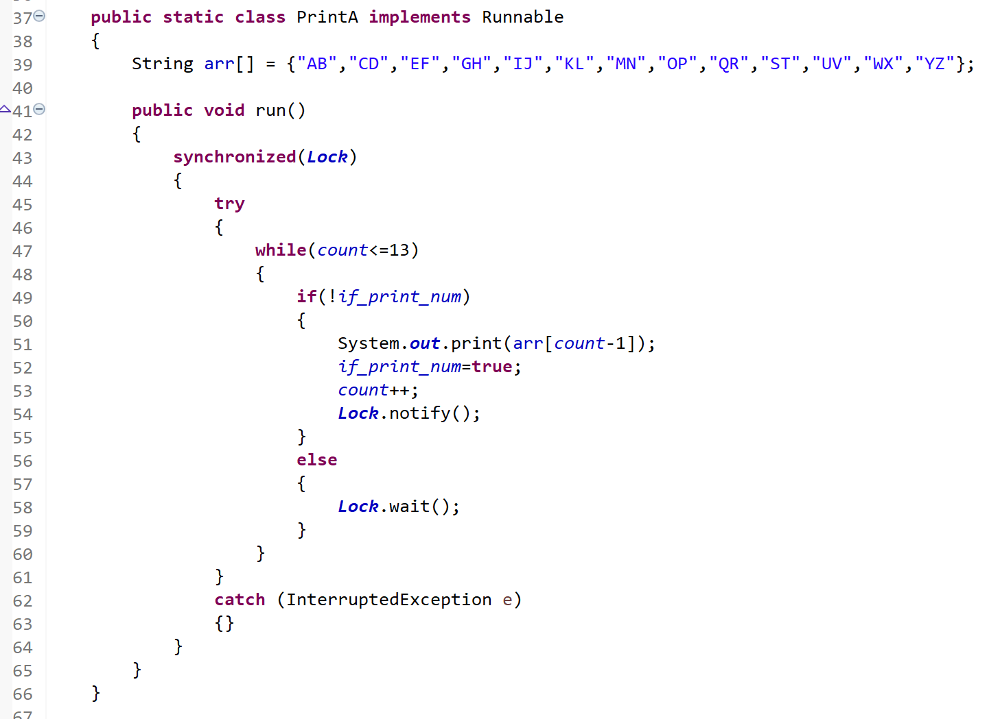 37 public static class PrintA implements Runnable
38 {
39 String arr[] = {"AB","CD","EF","GH","IJ","KL","MN","OP","QR","ST","UV","WX","YZ"};
40
41 public void run()
42 {
43 synchronized(Lock)
44 {
45 try
46 {
47 while(count<=13)
48 {
49 if(!if_print_num)
50 {
51 System.out.print(arr[count-1]);
52 if_print_num=true;
53 count++;
54 Lock.notify();
55 }
56 else
57 {
58 Lock.wait();
59 }
60 }
61 }
62 catch (InterruptedException e)
63 {}
64 }
65 }
66 }
67